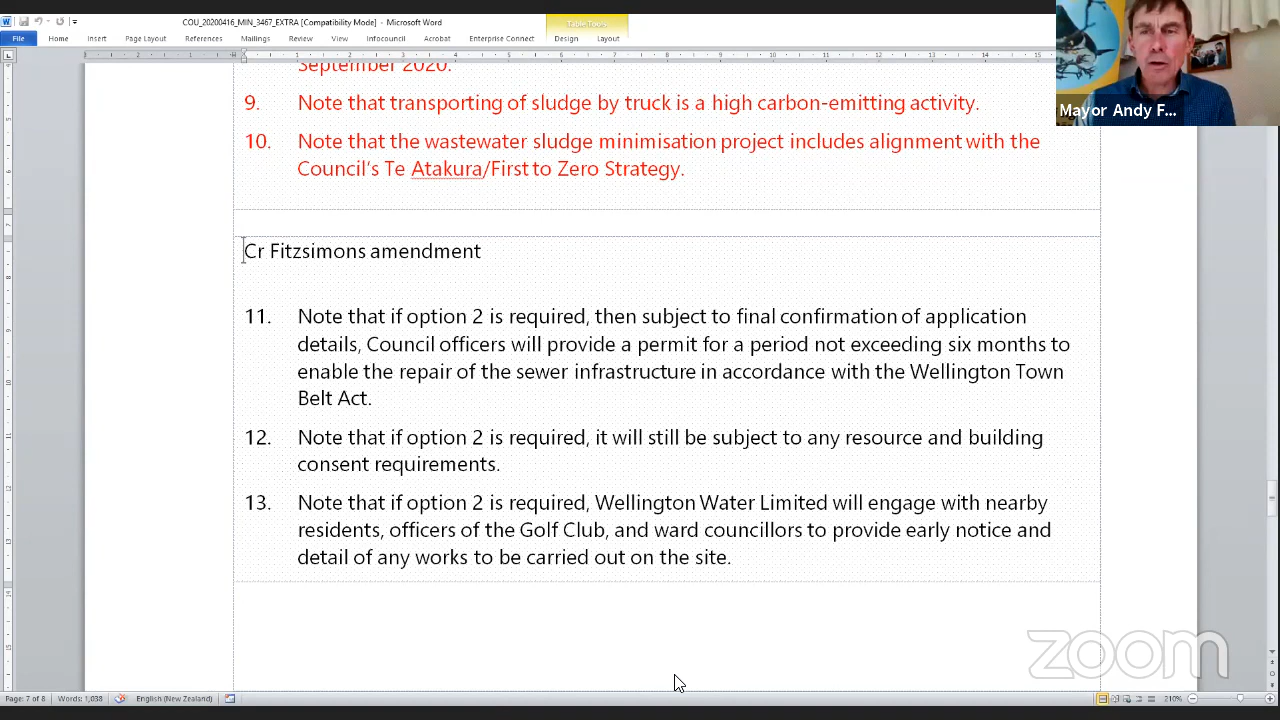 COU_20200416_MIN_3467_EXTRA [Compatibility Mode] - Microsoft Word
Table Tools
File Home Insert Page Layout References Mailings Review View Infocouncil Acrobat Enterprise Connect Design Layout
September 2020.
9. Note that transporting of sludge by truck is a high carbon-emitting activity.
10. Note that the wastewater sludge minimisation project includes alignment with the
Council's Te Atakura/First to Zero Strategy.
Mayor Andy F...
Cr Fitzsimons amendment
11. Note that if option 2 is required, then subject to final confirmation of application
details, Council officers will provide a permit for a period not exceeding six months to
enable the repair of the sewer infrastructure in accordance with the Wellington Town
Belt Act.
12. Note that if option 2 is required, it will still be subject to any resource and building
consent requirements.
13. Note that if option 2 is required, Wellington Water Limited will engage with nearby
residents, officers of the Golf Club, and ward councillors to provide early notice and
detail of any works to be carried out on the site.
zoom
Page: 7 of 8 Words: 1,038 English (New Zealand) 210%